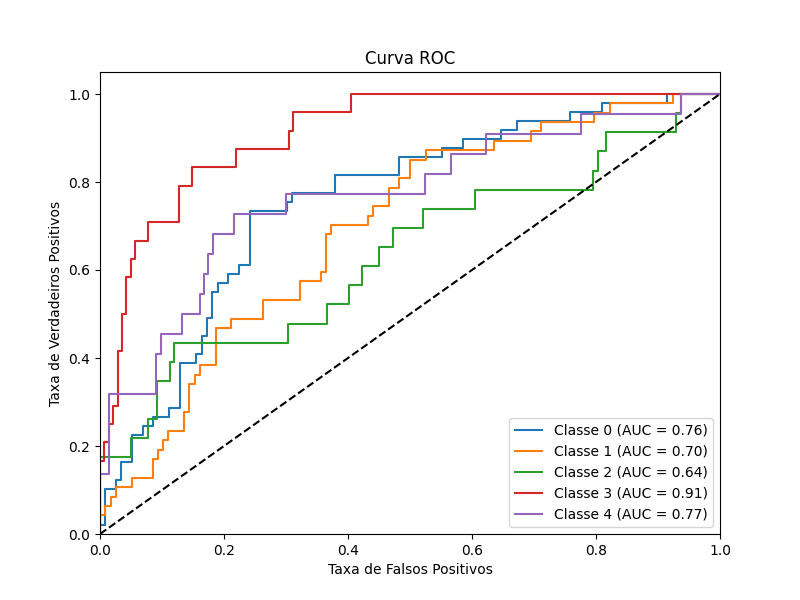 Curva ROC
Taxa de Verdadeiros Positivos
1.0
0.8
0.6
0.4
0.2
0.0
0.0 0.2 0.4 0.6 0.8 1.0
Taxa de Falsos Positivos
Classe 0 (AUC = 0.76)
Classe 1 (AUC = 0.70)
Classe 2 (AUC = 0.64)
Classe 3 (AUC = 0.91)
Classe 4 (AUC = 0.77)